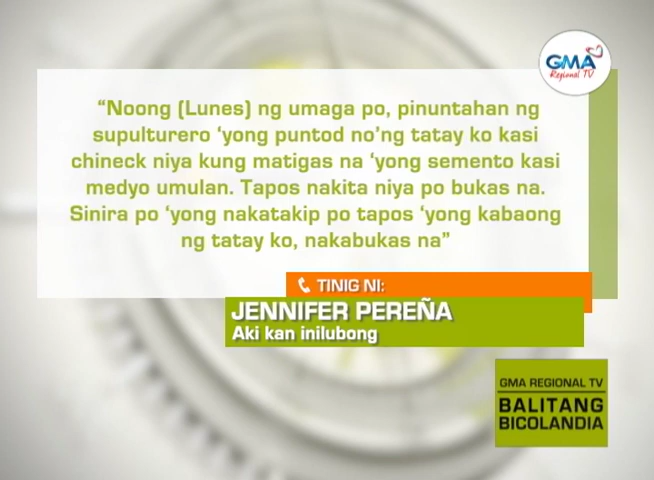 GMA
Regional TV
“Noong (Lunes) ng umaga po, pinuntahan ng
supulturero ‘yong puntod no’ng tatay ko kasi
chineck niya kung matigas na ‘yong semento kasi
medyo umulan. Tapos nakita niya po bukas na.
Sinira po ‘yong nakatakip po tapos ‘yong kabaong
ng tatay ko, nakabukas na”
TINIG NI:
JENNIFER PEREÑA
Aki kan inilubong
GMA REGIONAL TV
BALITANG
BICOLANDIA